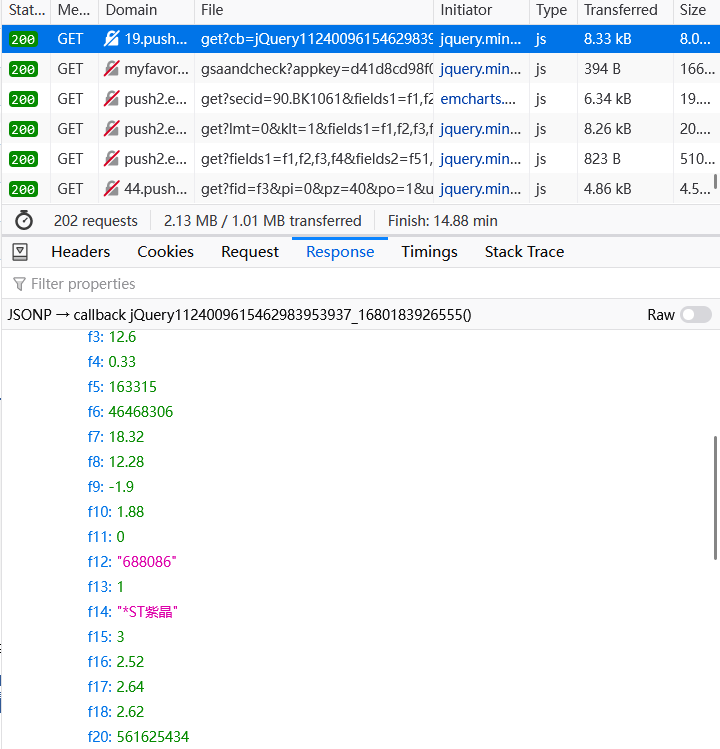 Stat... Me... Domain File Initiator Type Transferred Size
200 GET 19.push... get?cb=jQuery11240096154629839 jquery.min... js 8.33 kB 8.0...
200 GET myfavor... gsaandcheck?appkey=d41d8cd98f0 jquery.min... js 394 B 166...
200 GET push2.e... get?secid=90.BK1061&fields1=f1,f2 emcharts.... js 6.34 kB 19....
200 GET push2.e... get?lmt=0&klt=1&fields1=f1,f2,f3,f jquery.min... js 8.26 kB 20....
200 GET push2.e... get?fields1=f1,f2,f3,f4&fields2=f51, jquery.min... js 823 B 510...
200 GET 44.push... get?fid=f3&pi=0&pz=40&po=1&u jquery.min... js 4.86 kB 4.5...
202 requests 2.13 MB / 1.01 MB transferred Finish: 14.88 min
Headers Cookies Request Response Timings Stack Trace
Filter properties
JSONP → callback jQuery1124009615462983953937_1680183926555() Raw
f3: 12.6
f4: 0.33
f5: 163315
f6: 46468306
f7: 18.32
f8: 12.28
f9: -1.9
f10: 1.88
f11: 0
f12: "688086"
f13: 1
f14: "*ST紫晶"
f15: 3
f16: 2.52
f17: 2.64
f18: 2.62
f20: 561625434